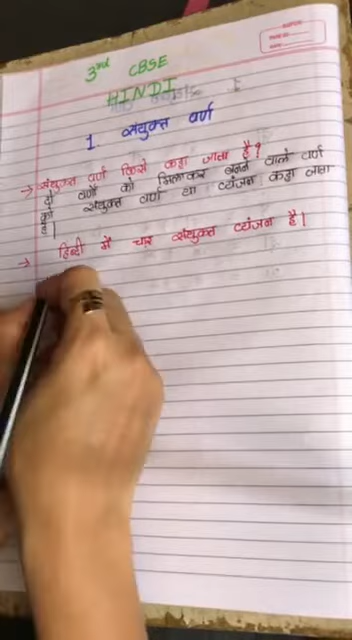 3rd CBSE
HINDI
1. संयुक्त वर्ण
→ संयुक्त वर्ण किसे कहा जाता है?
दो वर्णों को मिलाकर बनने वाले वर्ण
को संयुक्त वर्ण या व्यंजन कहा जाता
है।
→ हिन्दी में चार संयुक्त व्यंजन है।